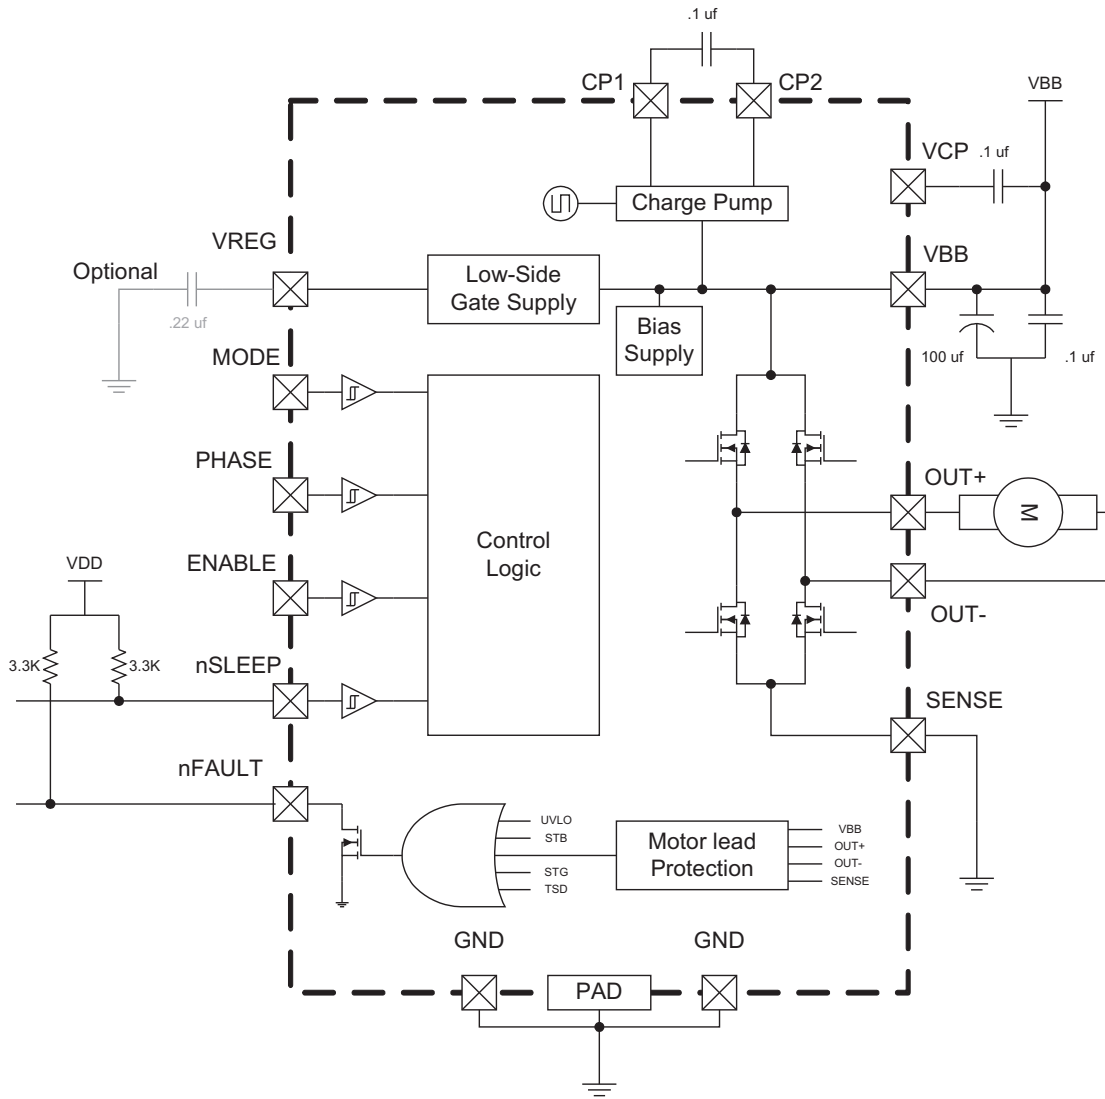 .1 uf
CP1
CP2
VBB
VCP
.1 uf
Charge Pump
VREG
VBB
Optional
Low-Side
Gate Supply
.22 uf
Bias
Supply
100 uf
.1 uf
MODE
PHASE
OUT+
M
Control
Logic
ENABLE
VDD
OUT-
3.3K
3.3K
nSLEEP
SENSE
nFAULT
UVLO
STB
STG
TSD
Motor lead
Protection
VBB
OUT+
OUT-
SENSE
GND
GND
PAD